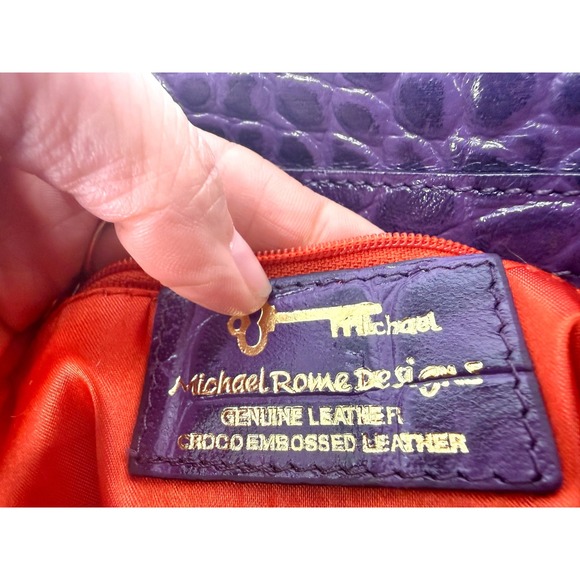 michael
Michael Rome Designs
GENUINE LEATHER
CROCO EMBOSSED LEATHER